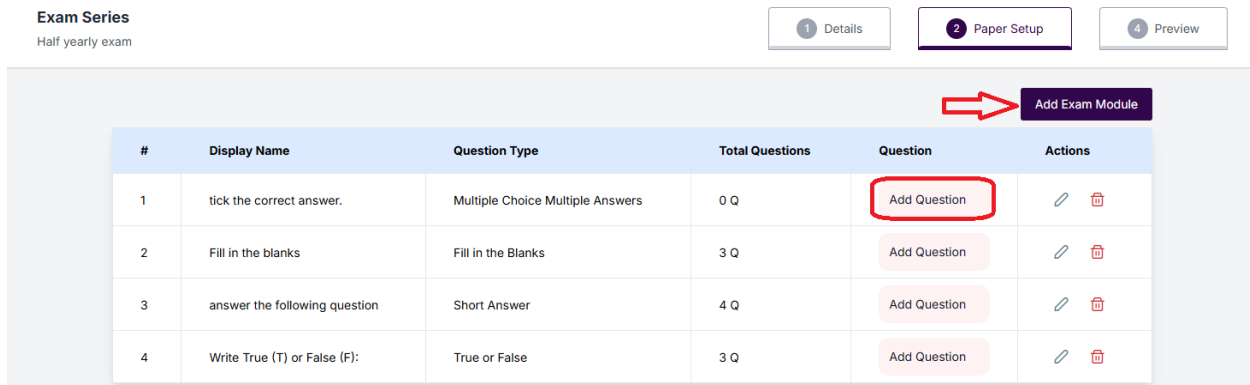 Exam Series
Half yearly exam
1 Details
2 Paper Setup
4 Preview
Add Exam Module
# Display Name Question Type Total Questions Question Actions
1 tick the correct answer. Multiple Choice Multiple Answers 0 Q Add Question
2 Fill in the blanks Fill in the Blanks 3 Q Add Question
3 answer the following question Short Answer 4 Q Add Question
4 Write True (T) or False (F): True or False 3 Q Add Question